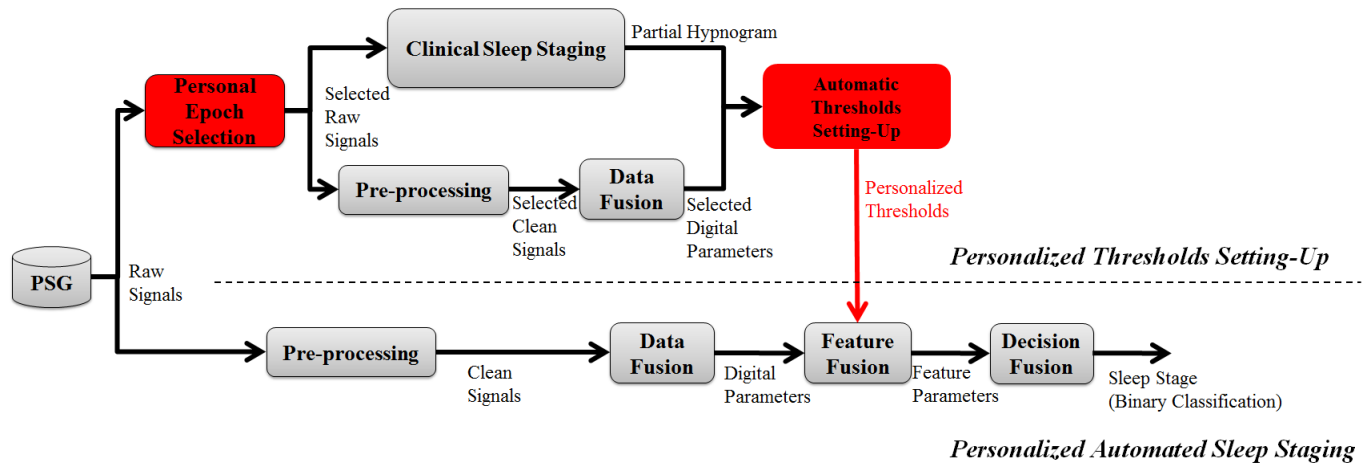 Clinical Sleep Staging
Partial Hypnogram
Personal
Epoch
Selection
Selected
Raw
Signals
Automatic
Thresholds
Setting-Up
Pre-processing
Selected
Clean
Signals
Data
Fusion
Selected
Digital
Parameters
Personalized
Thresholds
Personalized Thresholds Setting-Up
PSG
Raw
Signals
Pre-processing
Clean
Signals
Data
Fusion
Digital
Parameters
Feature
Fusion
Feature
Parameters
Decision
Fusion
Sleep Stage
(Binary Classification)
Personalized Automated Sleep Staging